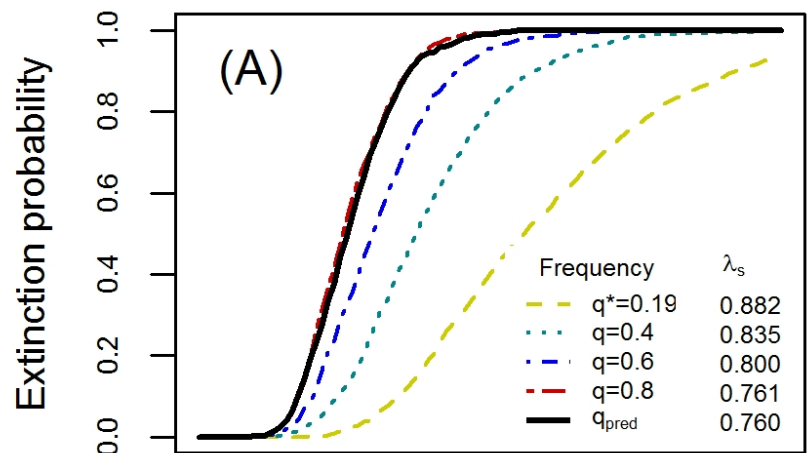 Extinction probability
1.0
0.8
0.6
0.4
0.2
0.0
(A)
Frequency λs
q*=0.19 0.882
q=0.4 0.835
q=0.6 0.800
q=0.8 0.761
qpred 0.760